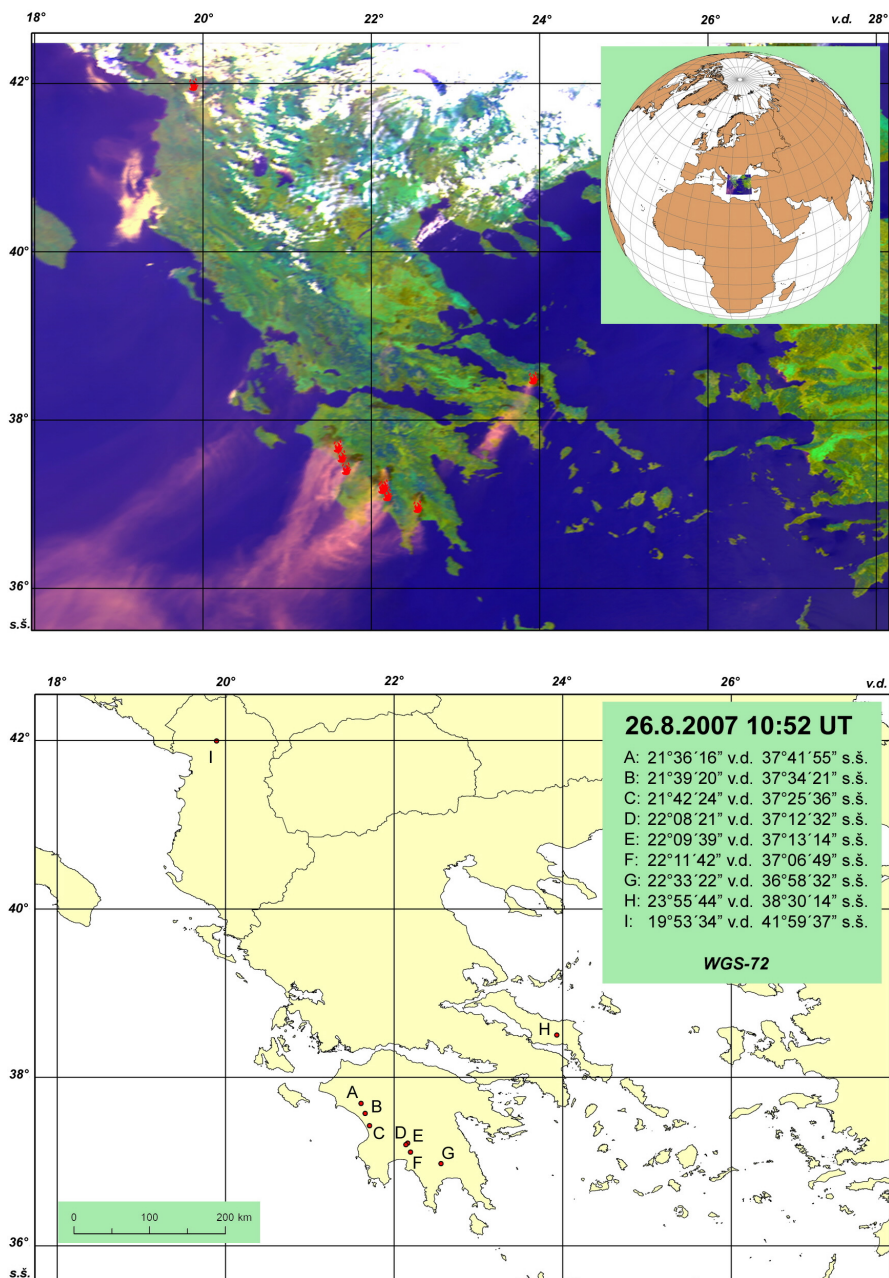 18° 20° 22° 24° 26° v.d. 28°
42°
40°
38°
36°
s.š.
18° 20° 22° 24° 26° v.d.
42°
40°
38°
36°
s.š.
26.8.2007 10:52 UT
A: 21°36´16” v.d. 37°41´55” s.š.
B: 21°39´20” v.d. 37°34´21” s.š.
C: 21°42´24” v.d. 37°25´36” s.š.
D: 22°08´21” v.d. 37°12´32” s.š.
E: 22°09´39” v.d. 37°13´14” s.š.
F: 22°11´42” v.d. 37°06´49” s.š.
G: 22°33´22” v.d. 36°58´32” s.š.
H: 23°55´44” v.d. 38°30´14” s.š.
I: 19°53´34” v.d. 41°59´37” s.š.
WGS-72
I
H
A
B
C
D E
F
G
0 100 200 km